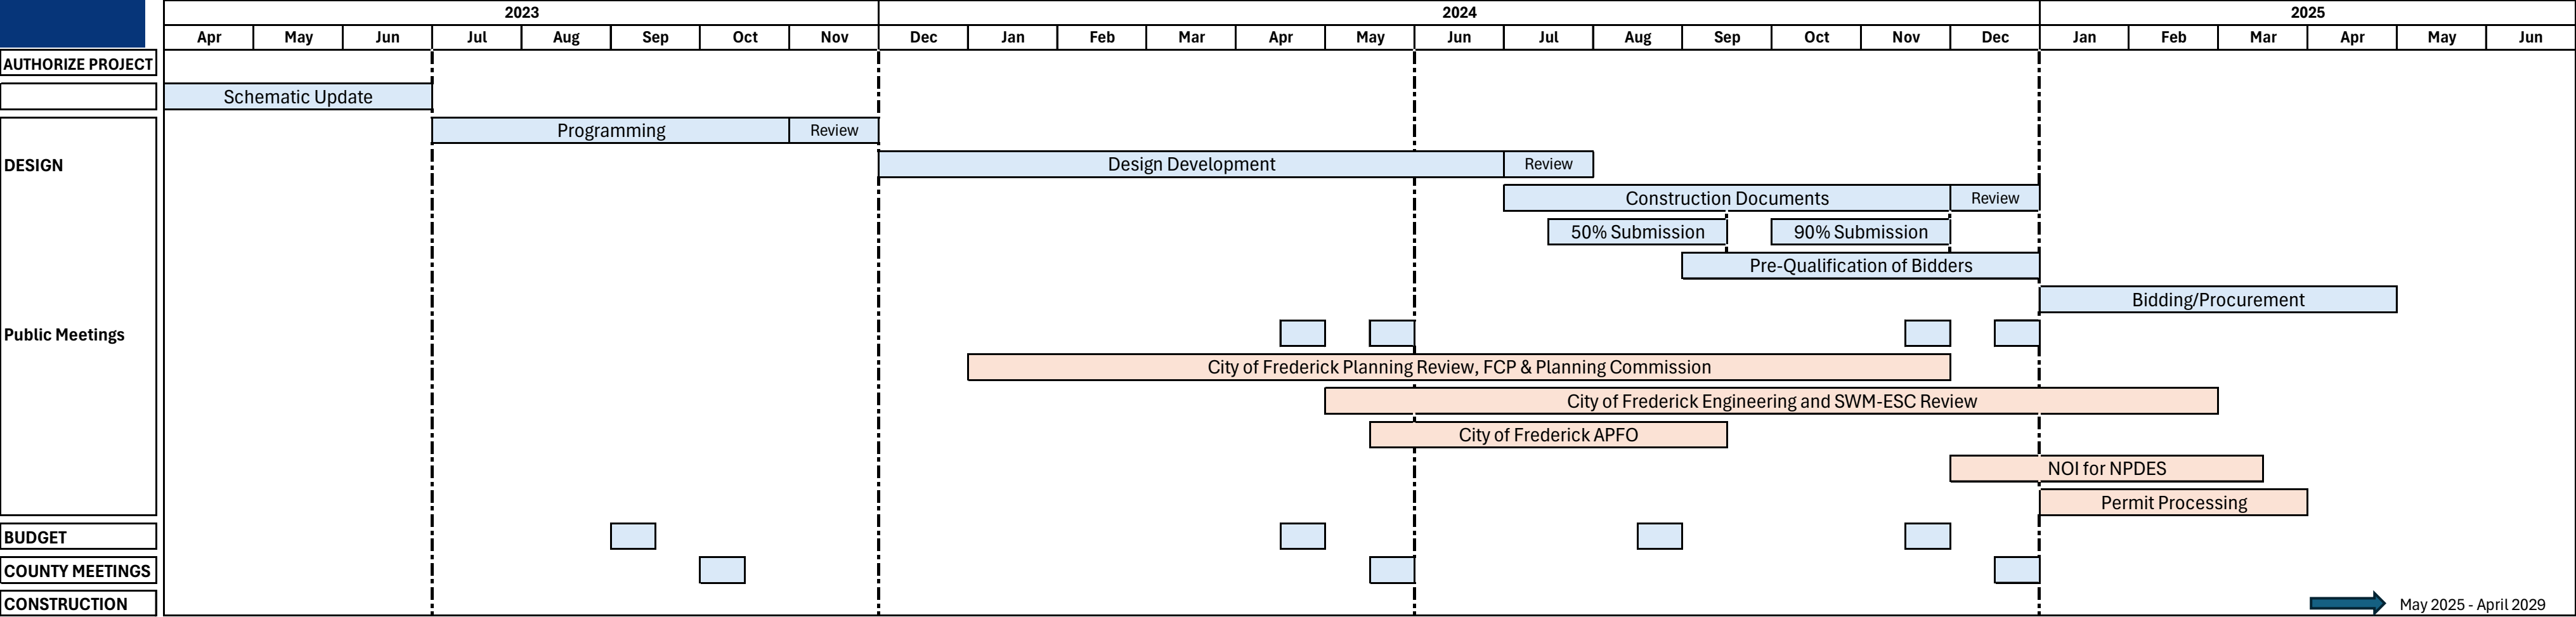 2023 2024 2025
Apr May Jun Jul Aug Sep Oct Nov Dec Jan Feb Mar Apr May Jun Jul Aug Sep Oct Nov Dec Jan Feb Mar Apr May Jun
AUTHORIZE PROJECT
Schematic Update
Programming Review
DESIGN Design Development Review
Construction Documents Review
50% Submission 90% Submission
Pre-Qualification of Bidders
Bidding/Procurement
Public Meetings
City of Frederick Planning Review, FCP & Planning Commission
City of Frederick Engineering and SWM-ESC Review
City of Frederick APFO
NOI for NPDES
Permit Processing
BUDGET
COUNTY MEETINGS
CONSTRUCTION May 2025 - April 2029